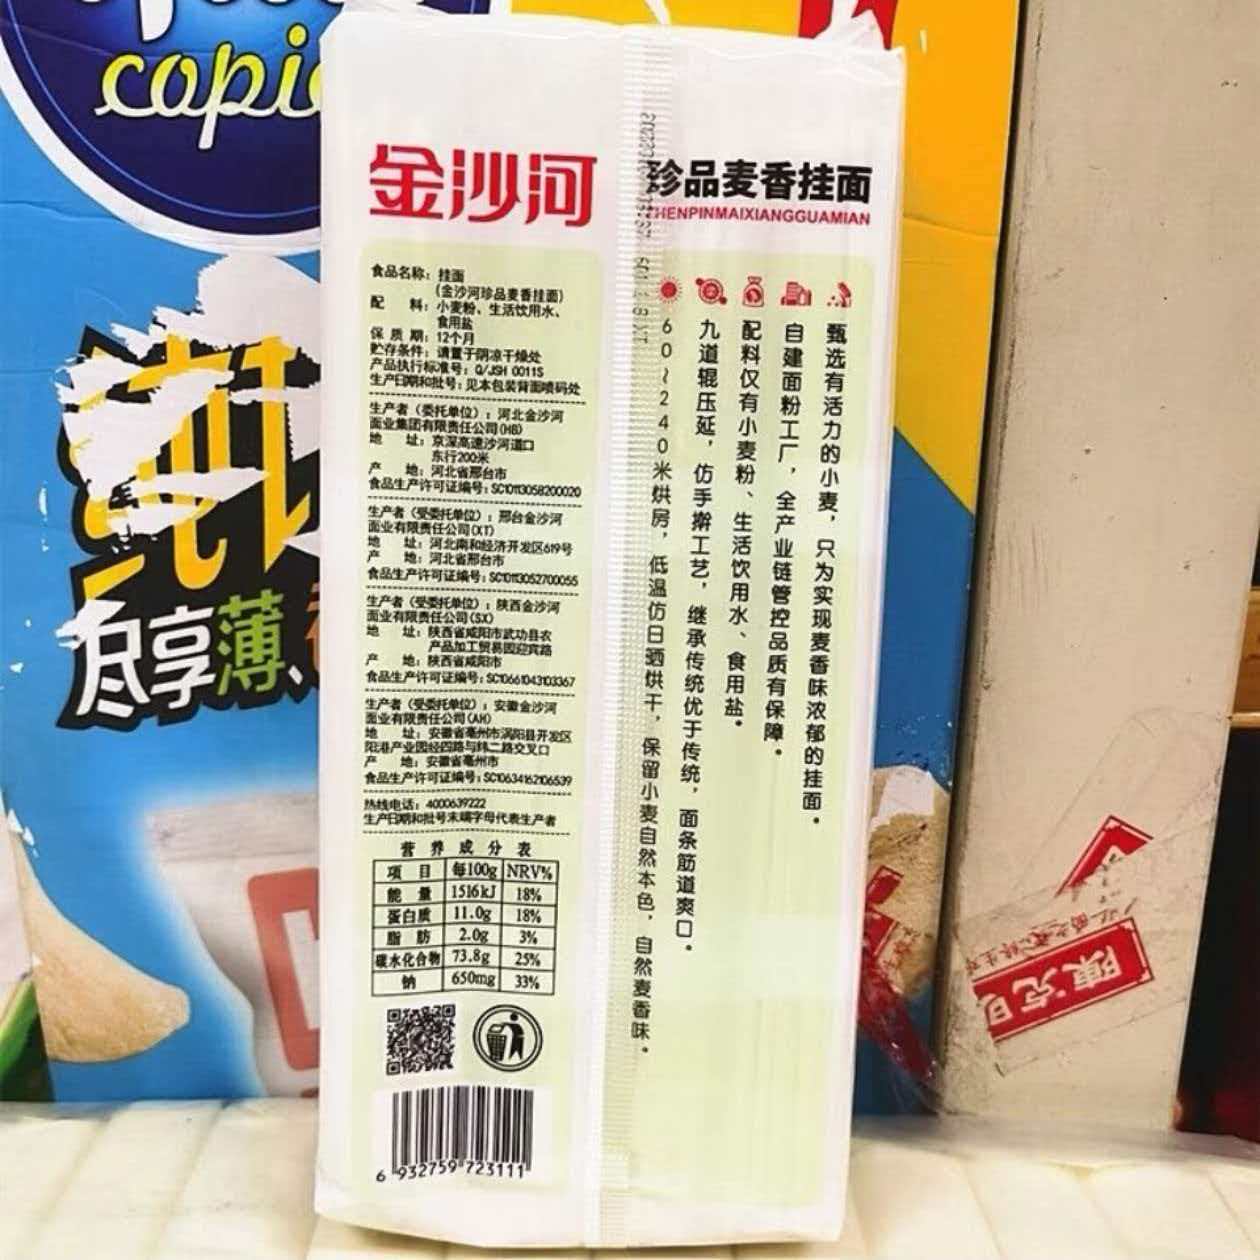 copi
尽享薄、
金沙河
珍品麦香挂面
ZHENPINMAIXIANGGUAMIAN
食品名称：挂面
(金沙河珍品麦香挂面)
配 料：小麦粉、生活饮用水、
食用盐
保 质 期：12个月
贮存条件：请置于阴凉干燥处
产品执行标准号：Q/JSH 0011S
生产日期和批号：见本包装背面喷码处
生产者（委托单位）：河北金沙河
面业集团有限责任公司(HB)
地 址：京深高速沙河道口
东行200米
产 地：河北省邢台市
食品生产许可证编号：SC10113058200020
生产者（受委托单位）：邢台金沙河
面业有限责任公司(XT)
地 址：河北南和经济开发区619号
产 地：河北省邢台市
食品生产许可证编号：SC10113052700055
生产者（受委托单位）：陕西金沙河
面业有限责任公司(SX)
地 址：陕西省咸阳市武功县农
产品加工贸易园迎宾路
产 地：陕西省咸阳市
食品生产许可证编号：SC10661043103367
生产者（受委托单位）：安徽金沙河
面业有限责任公司(AH)
地 址：安徽省亳州市涡阳县开发区
阳港产业园经四路与纬二路交叉口
产 地：安徽省亳州市
食品生产许可证编号：SC10634162106539
热线电话：4000639222
生产日期和批号末端字母代表生产者
营 养 成 分 表
项 目 每100g NRV%
能 量 1516kJ 18%
蛋白质 11.0g 18%
脂 肪 2.0g 3%
碳水化合物 73.8g 25%
钠 650mg 33%
6 932759 723111
甄选有活力的小麦，只为实现麦香味浓郁的挂面。
自建面粉工厂，全产业链管控品质有保障。
配料仅有小麦粉、生活饮用水、食用盐。
九道辊压延，仿手擀工艺，继承传统优于传统，面条筋道爽口。
60~240米烘房，低温仿日晒烘干，保留小麦自然本色，自然麦香味。
陳克